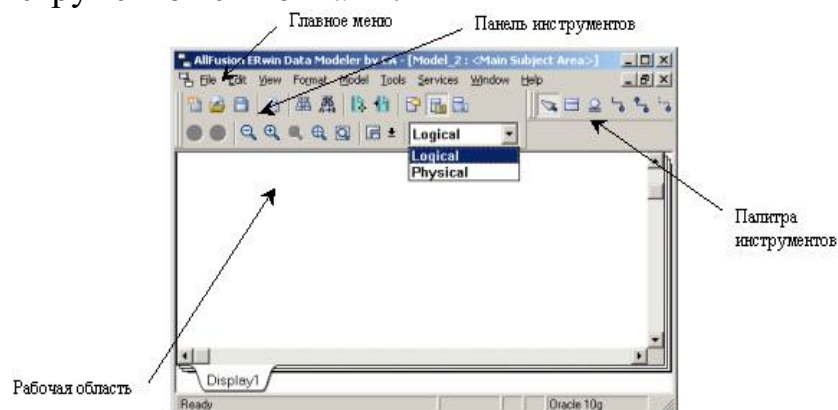 Главное меню
Панель инструментов
AllFusion ERwin Data Modeler by CA - [Model_2 : <Main Subject Area>]
File Edit View Format Model Tools Services Window Help
Logical
Logical
Physical
Палитра
инструментов
Рабочая область
Display1
Ready
Oracle 10g